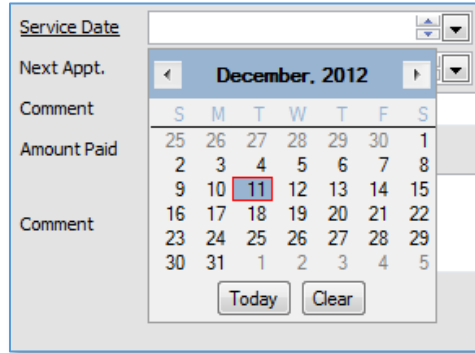 Service Date
Next Appt.
December, 2012
Comment
S M T W T F S
Amount Paid
25 26 27 28 29 30 1
2 3 4 5 6 7 8
9 10 11 12 13 14 15
Comment
16 17 18 19 20 21 22
23 24 25 26 27 28 29
30 31 1 2 3 4 5
Today Clear